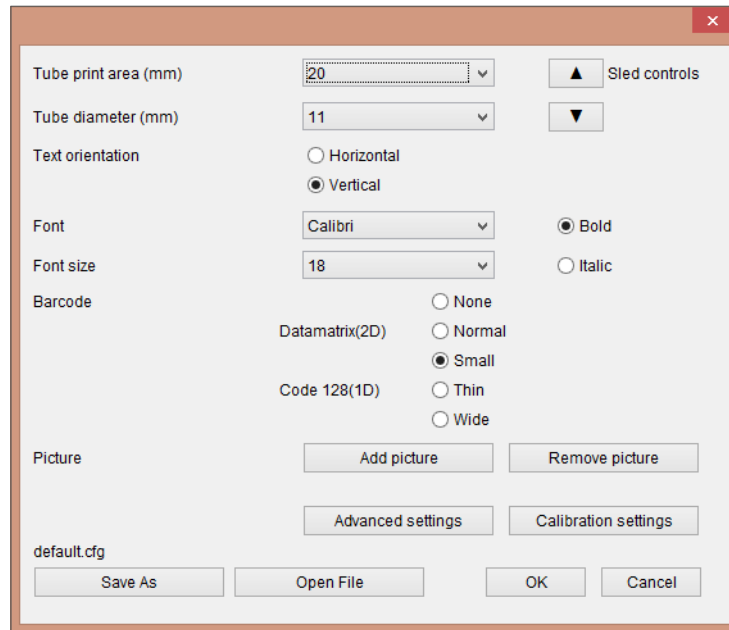 ×
Tube print area (mm) 20 ▲ Sled controls
Tube diameter (mm) 11 ▼
Text orientation Horizontal
Vertical
Font Calibri Bold
Font size 18 Italic
Barcode None
Datamatrix(2D) Normal
Small
Code 128(1D) Thin
Wide
Picture Add picture Remove picture
Advanced settings Calibration settings
default.cfg
Save As Open File OK Cancel